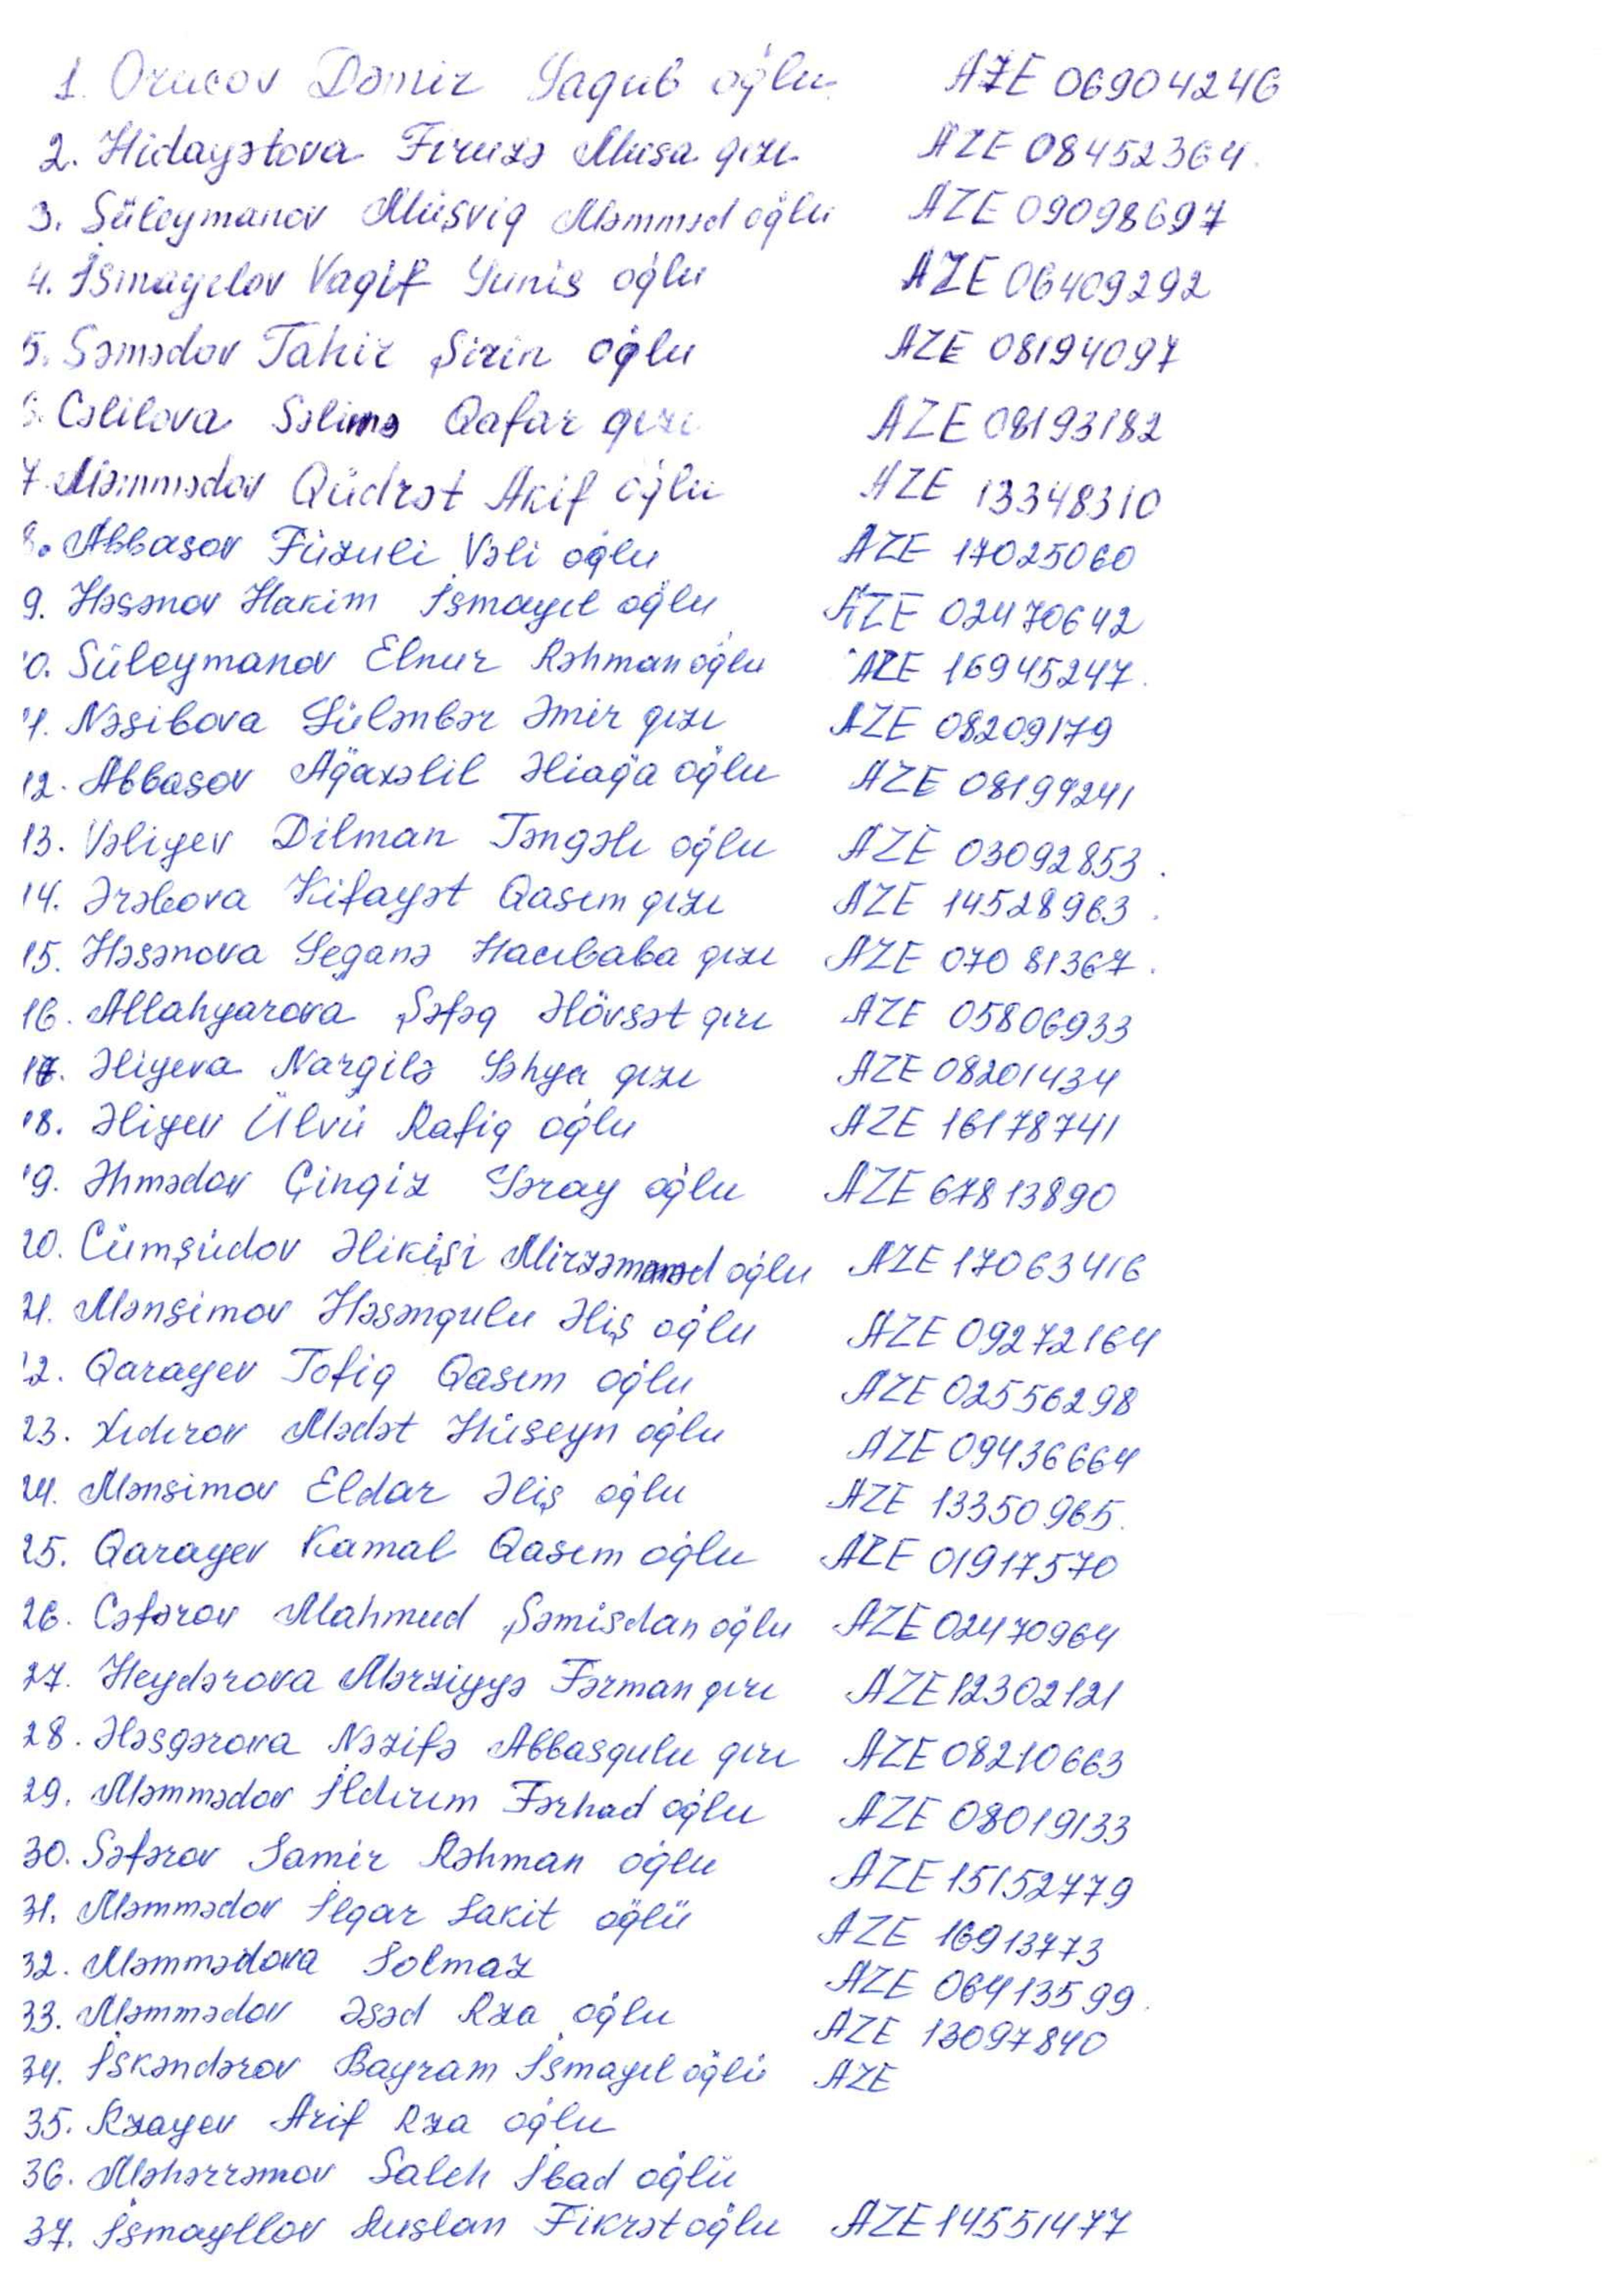 1. Orucov Dəmir Yaqub oğlu AZE 06904246
2. Hidayətova Firuzə Musa qızı AZE 08452364
3. Süleymanov Müşviq Məmməd oğlu AZE 09098697
4. İsmayılov Vaqif Yunis oğlu AZE 06409292
5. Səmədov Tahir Şirin oğlu AZE 08194097
6. Cəlilova Səlimə Qafar qızı AZE 08193182
7. Məmmədov Qüdrət Akif oğlu AZE 13348310
8. Abbasov Füzuli Vəli oğlu AZE 17025060
9. Həsənov Hakim İsmayıl oğlu AZE 02470642
10. Süleymanov Elnur Rəhman oğlu AZE 16945247
11. Nəsibova Gülənbər Əmir qızı AZE 08209179
12. Abbasov Ağaxəlil Əliağa oğlu AZE 08199241
13. Vəliyev Dilman Təngəlı oğlu AZE 03092853
14. Ərəbova Kifayət Qasım qızı AZE 14528963
15. Həsənova Yeganə Hacıbaba qızı AZE 07081367
16. Allahyarova Şəfəq Əlövsət qızı AZE 05806933
17. Əliyeva Nargilə Yəhya qızı AZE 08201434
18. Əliyev Ülvü Rafiq oğlu AZE 16178741
19. Əhmədov Çingiz Gəray oğlu AZE 67813890
20. Cümşüdov Əlikişi Mirzəmməd oğlu AZE 17063416
21. Mənsimov Həsənqulu Əliş oğlu AZE 09272164
22. Qarayev Tofiq Qasım oğlu AZE 02556298
23. Xıdırov Mədət Hüseyn oğlu AZE 09436664
24. Mənsimov Eldar Əliş oğlu AZE 13350965
25. Qarayev Kamal Qasım oğlu AZE 01917570
26. Cəfərov Mahmud Şəmisdan oğlu AZE 02470964
27. Heydərova Mərziyyə Fərman qızı AZE 12302121
28. Ələsgərova Nəzifə Abbasqulu qızı AZE 08210663
29. Məmmədov İldırım Fərhad oğlu AZE 08019133
30. Səfərov Samir Rəhman oğlu AZE 15152779
31. Məmmədov İlqar Sakit oğlü AZE 16913773
32. Məmmədova Solmaz AZE 06413599
33. Məmmədov Əsəd Rza oğlu AZE 13097840
34. İskəndərov Bayram İsmayıl oğlü AZE
35. Rzayev Arif Rza oğlu
36. Məhərrəmov Saleh İbad oğlü
37. İsmayllov Ruslan Fikrət oğlu AZE 14551477